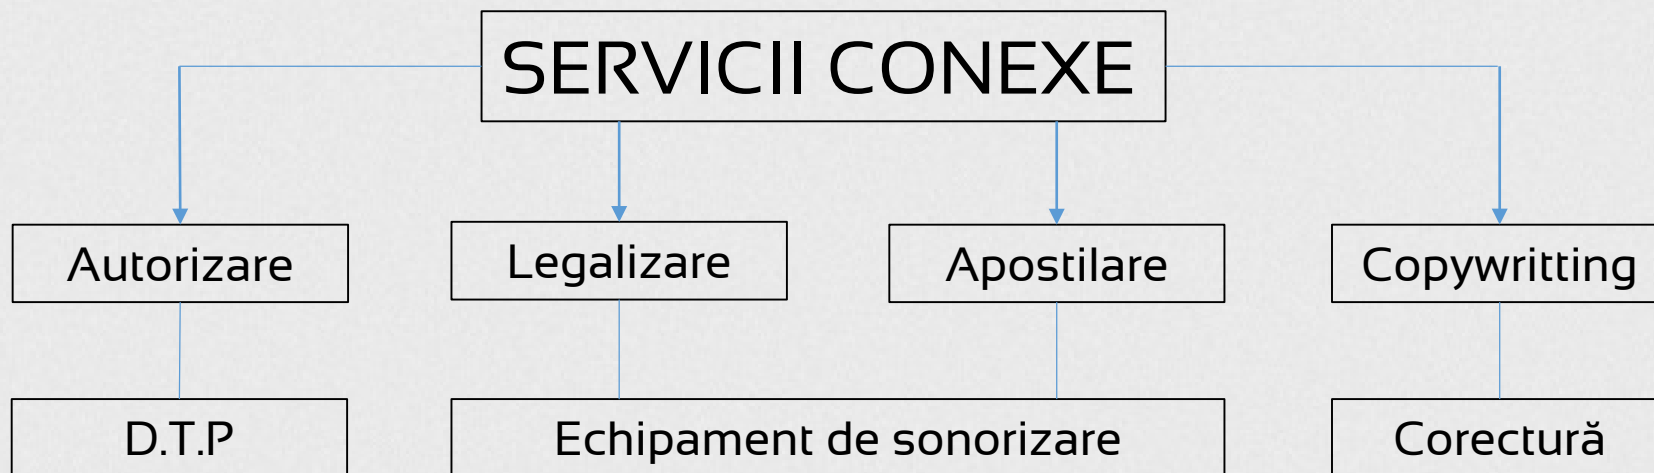 SERVICII CONEXE
Autorizare
Legalizare
Apostilare
Copywritting
D.T.P
Echipament de sonorizare
Corectură